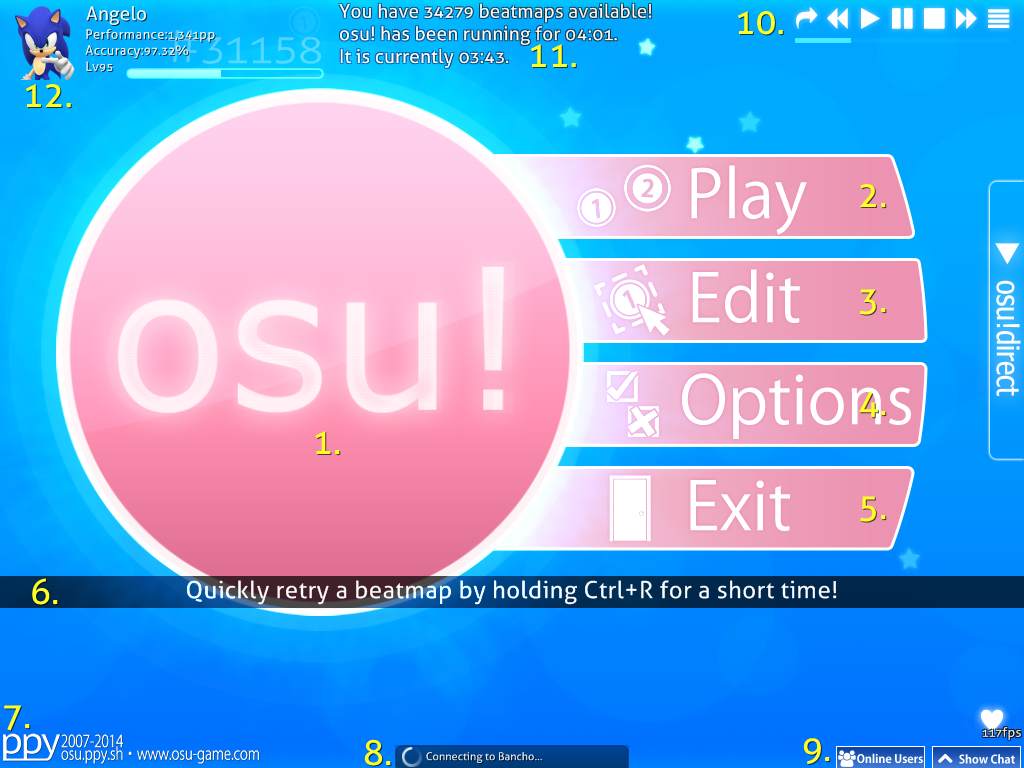 Angelo
Performance:1,341pp
Accuracy:97.32%
Lv95
#31158
12.
You have 34279 beatmaps available!
osu! has been running for 04:01.
It is currently 03:43.
11.
10.
osu!
1.
1
2
Play
2.
1
Edit
3.
Options
4.
Exit
5.
osu!direct
6.
Quickly retry a beatmap by holding Ctrl+R for a short time!
7.
ppy 2007-2014
osu.ppy.sh • www.osu-game.com
8.
Connecting to Bancho...
117fps
9.
Online Users
Show Chat